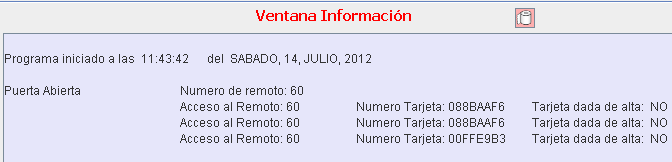 Ventana Información
Programa iniciado a las 11:43:42 del SABADO, 14, JULIO, 2012
Puerta Abierta Numero de remoto: 60
Acceso al Remoto: 60 Numero Tarjeta: 088BAAF6 Tarjeta dada de alta: NO
Acceso al Remoto: 60 Numero Tarjeta: 088BAAF6 Tarjeta dada de alta: NO
Acceso al Remoto: 60 Numero Tarjeta: 00FFE9B3 Tarjeta dada de alta: NO